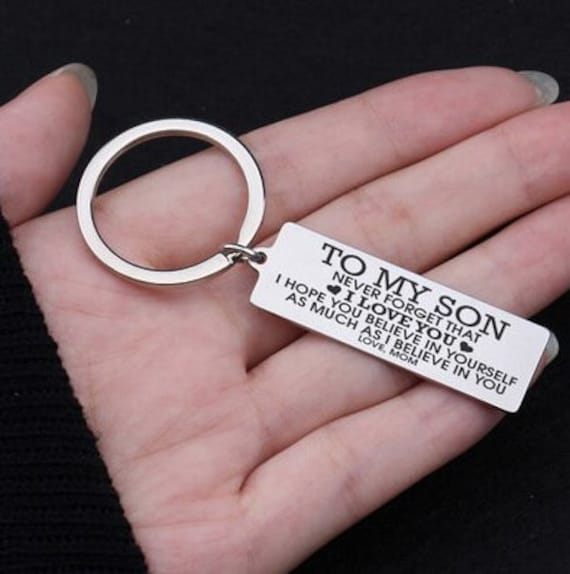 TO MY SON
NEVER FORGET THAT
I LOVE YOU
I HOPE YOU BELIEVE IN YOURSELF
AS MUCH AS I BELIEVE IN YOU
LOVE, MOM